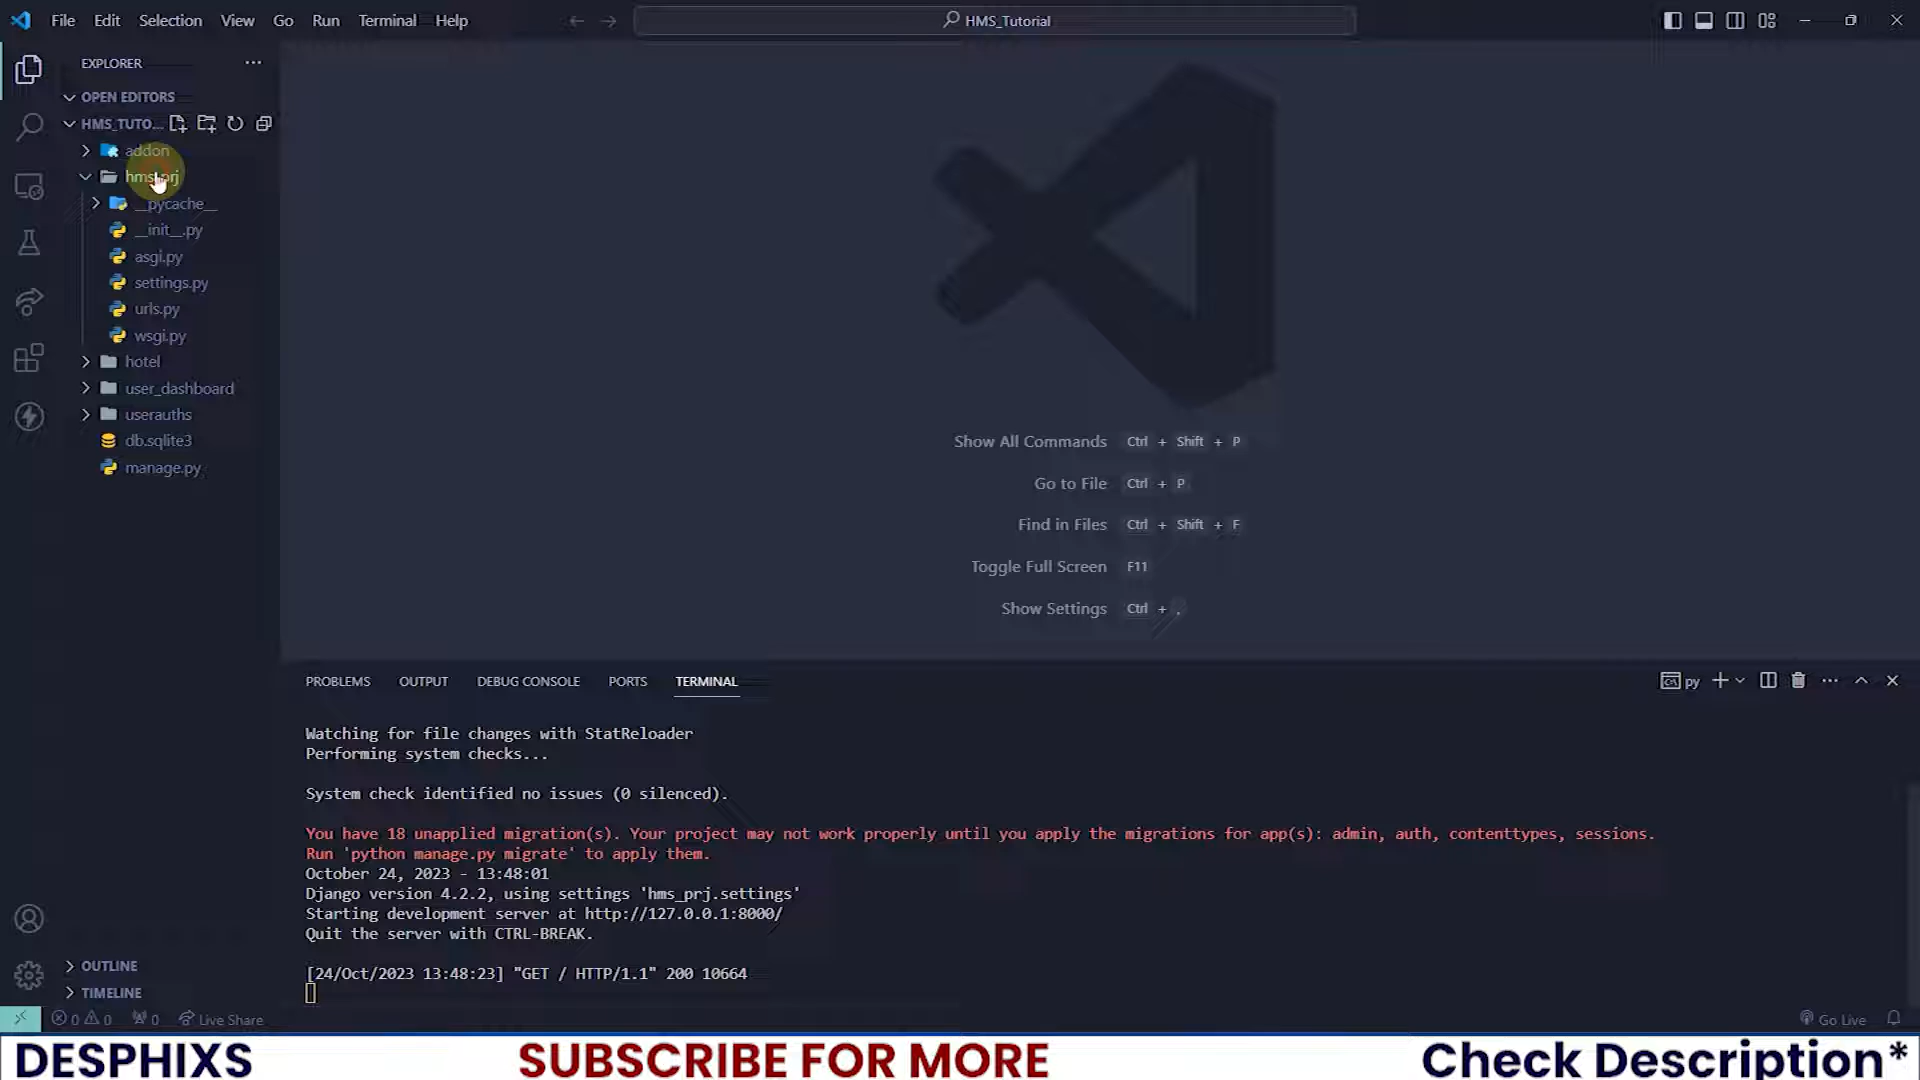 File Edit Selection View Go Run Terminal Help
HMS_Tutorial
EXPLORER
OPEN EDITORS
HMS_TUTO...
addon
hms_prj
__pycache__
__init__.py
asgi.py
settings.py
urls.py
wsgi.py
hotel
user_dashboard
userauths
db.sqlite3
manage.py
OUTLINE
TIMELINE
Show All Commands Ctrl + Shift + P
Go to File Ctrl + P
Find in Files Ctrl + Shift + F
Toggle Full Screen F11
Show Settings Ctrl + ,
PROBLEMS OUTPUT DEBUG CONSOLE PORTS TERMINAL
py
Watching for file changes with StatReloader
Performing system checks...
System check identified no issues (0 silenced).
You have 18 unapplied migration(s). Your project may not work properly until you apply the migrations for app(s): admin, auth, contenttypes, sessions.
Run 'python manage.py migrate' to apply them.
October 24, 2023 - 13:48:01
Django version 4.2.2, using settings 'hms_prj.settings'
Starting development server at http://127.0.0.1:8000/
Quit the server with CTRL-BREAK.
[24/Oct/2023 13:48:23] "GET / HTTP/1.1" 200 10664
0 0 0 Live Share
Go Live
DESPHIXS SUBSCRIBE FOR MORE Check Description*